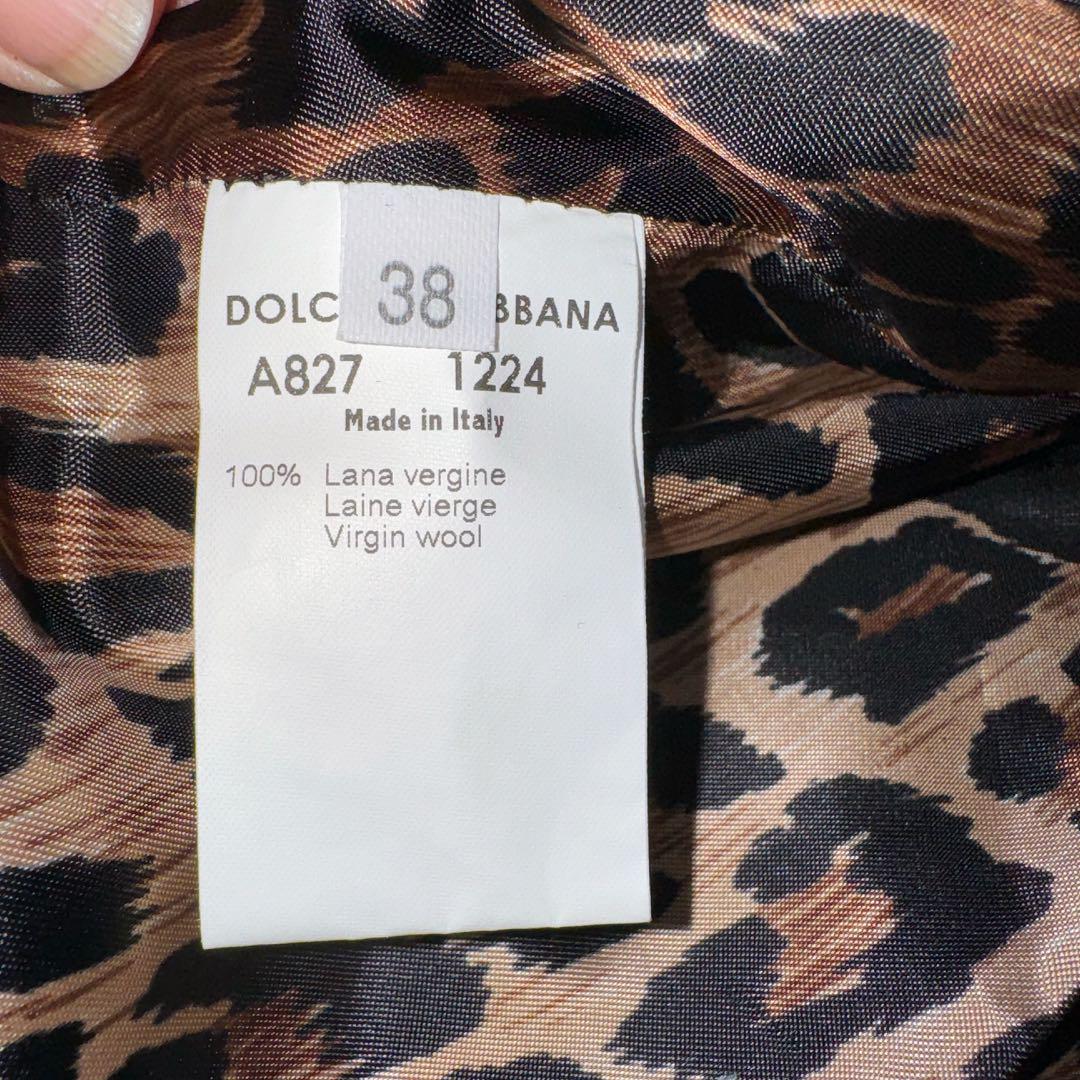 38
DOLC BBANA
A827 1224
Made in Italy
100% Lana vergine
Laine vierge
Virgin wool